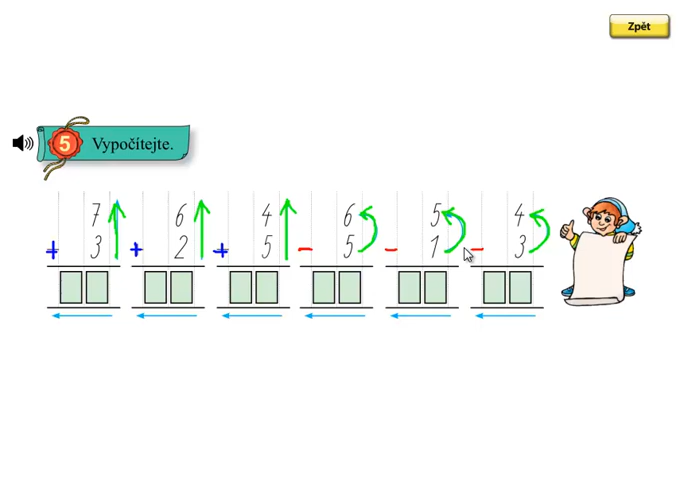 Zpět
5 Vypočítejte.
7 6 4 6 5 4
+ 3 + 2 + 5 - 5 - 1 - 3